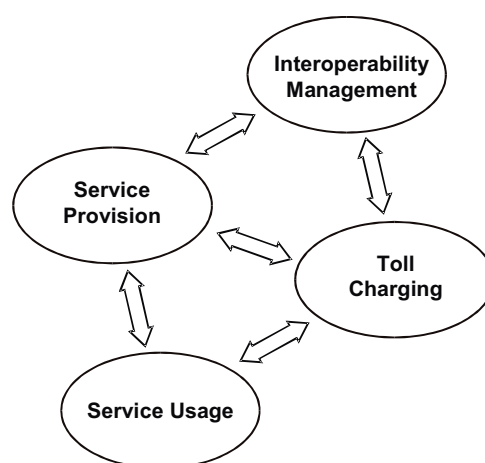 Interoperability
Management
Service
Provision
Toll
Charging
Service Usage